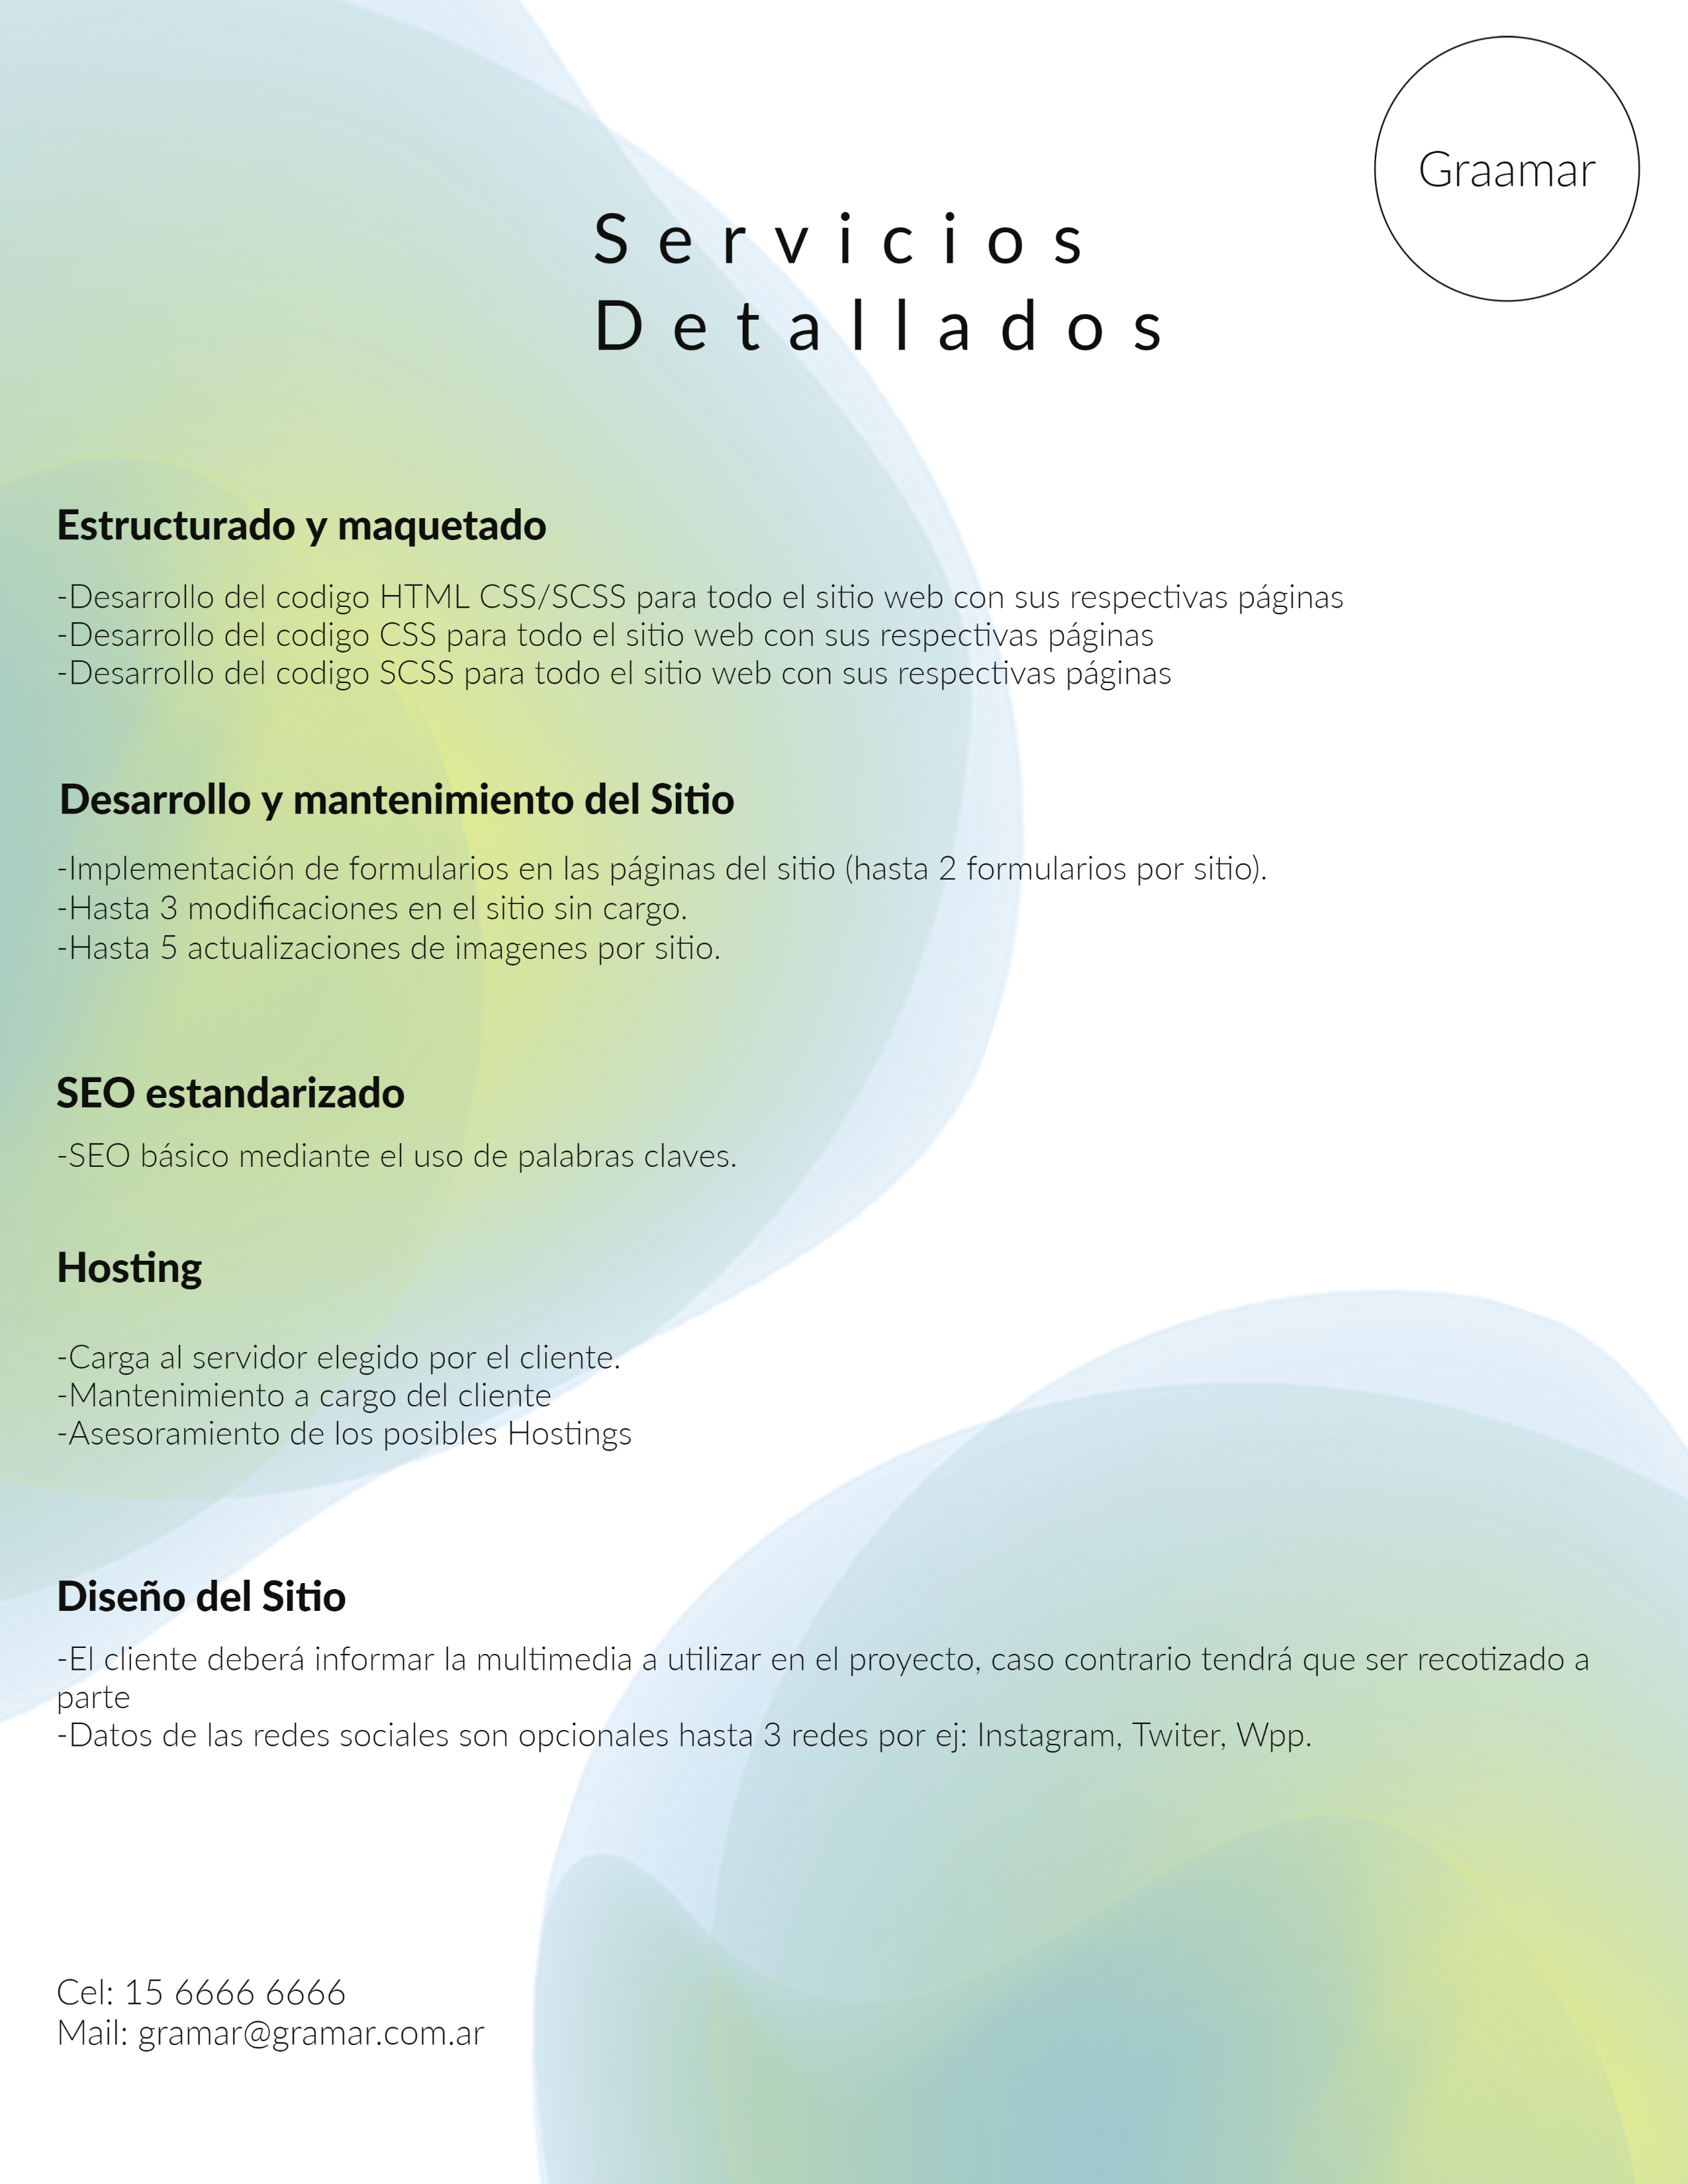 Graamar
Servicios
Detallados
Estructurado y maquetado
-Desarrollo del codigo HTML CSS/SCSS para todo el sitio web con sus respectivas páginas
-Desarrollo del codigo CSS para todo el sitio web con sus respectivas páginas
-Desarrollo del codigo SCSS para todo el sitio web con sus respectivas páginas
Desarrollo y mantenimiento del Sitio
-Implementación de formularios en las páginas del sitio (hasta 2 formularios por sitio).
-Hasta 3 modificaciones en el sitio sin cargo.
-Hasta 5 actualizaciones de imagenes por sitio.
SEO estandarizado
-SEO básico mediante el uso de palabras claves.
Hosting
-Carga al servidor elegido por el cliente.
-Mantenimiento a cargo del cliente
-Asesoramiento de los posibles Hostings
Diseño del Sitio
-El cliente deberá informar la multimedia a utilizar en el proyecto, caso contrario tendrá que ser recotizado a
parte
-Datos de las redes sociales son opcionales hasta 3 redes por ej: Instagram, Twiter, Wpp.
Cel: 15 6666 6666
Mail: gramar@gramar.com.ar